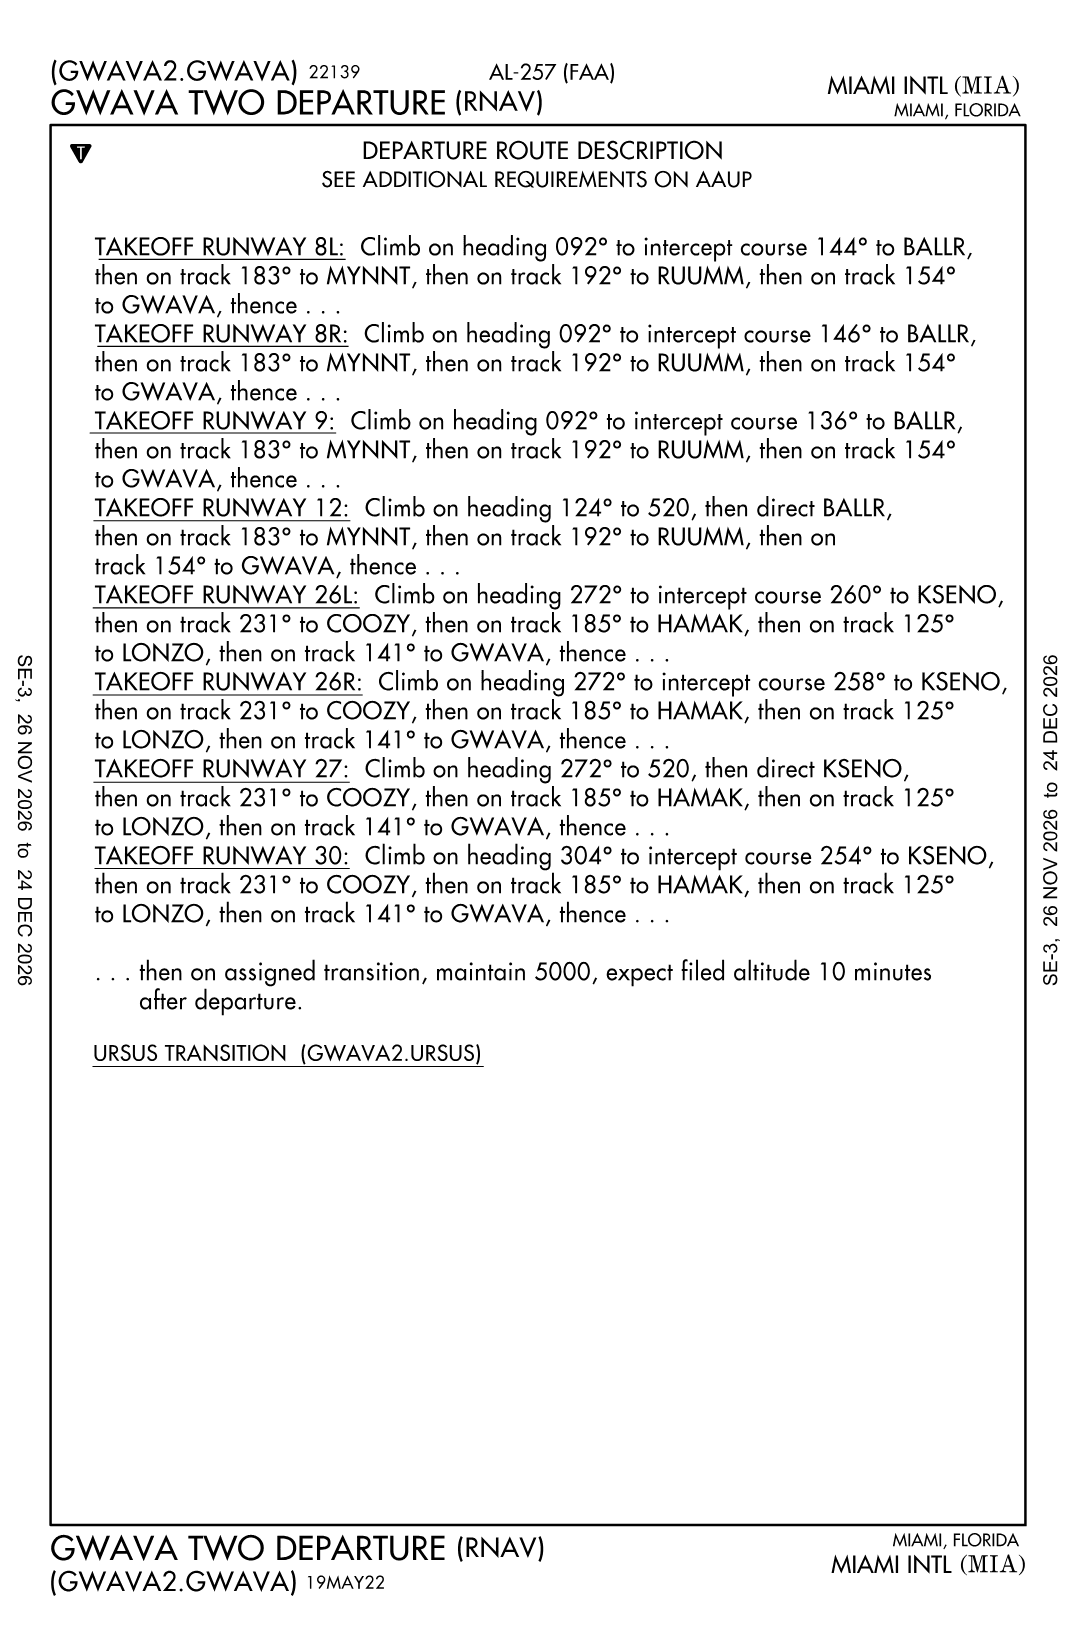 (GWAVA2.GWAVA) 22139
AL-257 (FAA)
GWAVA TWO DEPARTURE (RNAV)
MIAMI INTL (MIA)
MIAMI, FLORIDA
T
DEPARTURE ROUTE DESCRIPTION
SEE ADDITIONAL REQUIREMENTS ON AAUP
TAKEOFF RUNWAY 8L: Climb on heading 092° to intercept course 144° to BALLR,
then on track 183° to MYNNT, then on track 192° to RUUMM, then on track 154°
to GWAVA, thence . . .
TAKEOFF RUNWAY 8R: Climb on heading 092° to intercept course 146° to BALLR,
then on track 183° to MYNNT, then on track 192° to RUUMM, then on track 154°
to GWAVA, thence . . .
TAKEOFF RUNWAY 9: Climb on heading 092° to intercept course 136° to BALLR,
then on track 183° to MYNNT, then on track 192° to RUUMM, then on track 154°
to GWAVA, thence . . .
TAKEOFF RUNWAY 12: Climb on heading 124° to 520, then direct BALLR,
then on track 183° to MYNNT, then on track 192° to RUUMM, then on
track 154° to GWAVA, thence . . .
TAKEOFF RUNWAY 26L: Climb on heading 272° to intercept course 260° to KSENO,
then on track 231° to COOZY, then on track 185° to HAMAK, then on track 125°
to LONZO, then on track 141° to GWAVA, thence . . .
TAKEOFF RUNWAY 26R: Climb on heading 272° to intercept course 258° to KSENO,
then on track 231° to COOZY, then on track 185° to HAMAK, then on track 125°
to LONZO, then on track 141° to GWAVA, thence . . .
TAKEOFF RUNWAY 27: Climb on heading 272° to 520, then direct KSENO,
then on track 231° to COOZY, then on track 185° to HAMAK, then on track 125°
to LONZO, then on track 141° to GWAVA, thence . . .
TAKEOFF RUNWAY 30: Climb on heading 304° to intercept course 254° to KSENO,
then on track 231° to COOZY, then on track 185° to HAMAK, then on track 125°
to LONZO, then on track 141° to GWAVA, thence . . .
. . . then on assigned transition, maintain 5000, expect filed altitude 10 minutes
after departure.
URSUS TRANSITION (GWAVA2.URSUS)
SE-3, 26 NOV 2026 to 24 DEC 2026
SE-3, 26 NOV 2026 to 24 DEC 2026
GWAVA TWO DEPARTURE (RNAV)
(GWAVA2.GWAVA) 19MAY22
MIAMI, FLORIDA
MIAMI INTL (MIA)